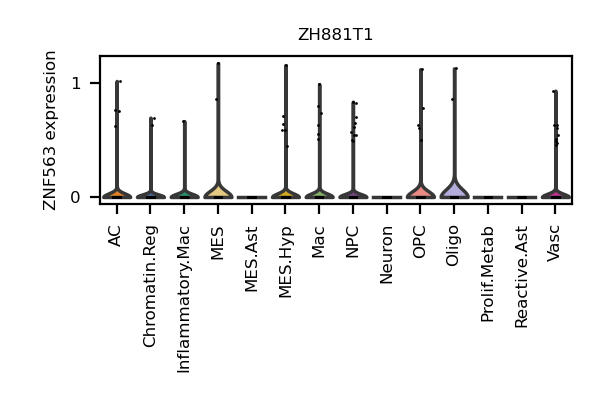 ZH881T1
ZNF563 expression
1
0
AC
Chromatin.Reg
Inflammatory.Mac
MES
MES.Ast
MES.Hyp
Mac
NPC
Neuron
OPC
Oligo
Prolif.Metab
Reactive.Ast
Vasc